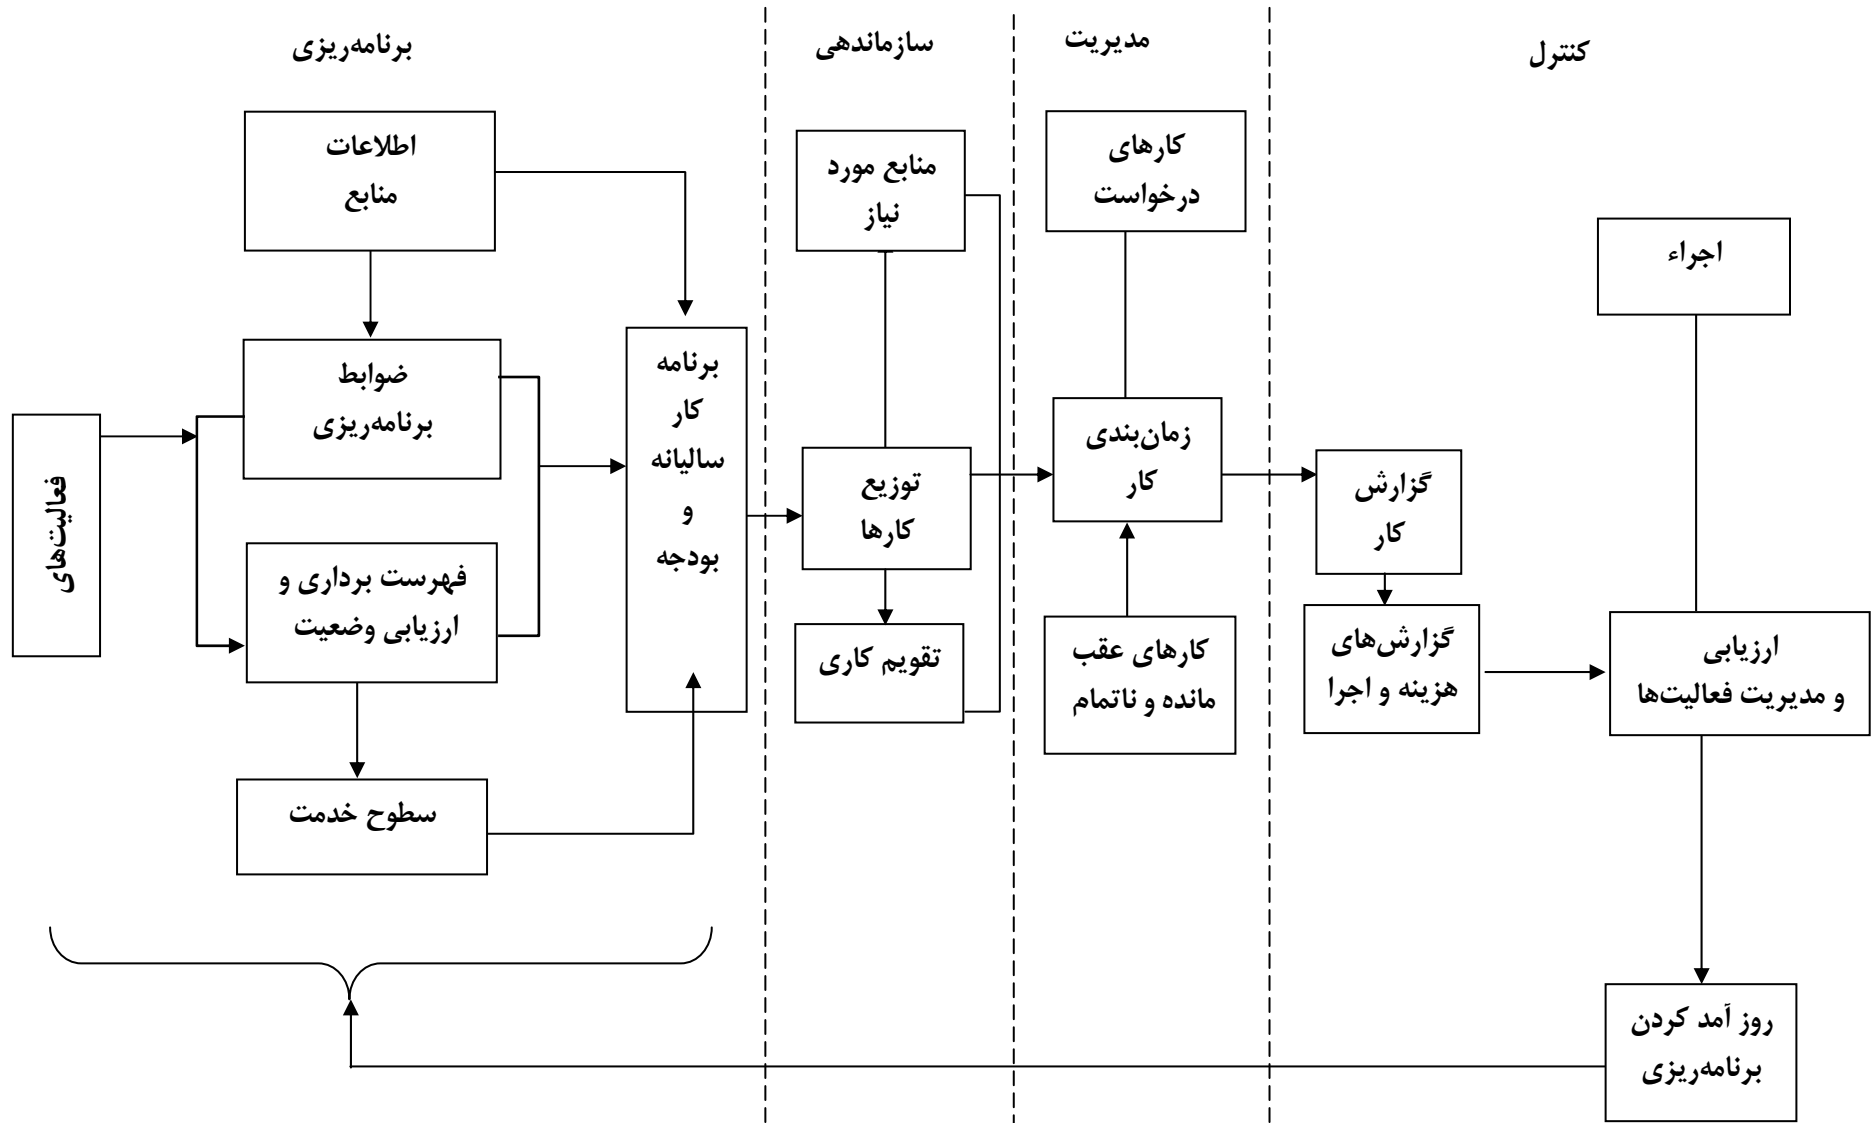 برنامه‌ریزی
سازماندهی
مدیریت
کنترل
اطلاعات
منابع
ضوابط
برنامه‌ریزی
فعالیت‌های
فهرست برداری و
ارزیابی وضعیت
سطوح خدمت
برنامه
کار
سالیانه
و
بودجه
منابع مورد
نیاز
توزیع
کارها
تقویم کاری
کارهای
درخواست
زمان‌بندی
کار
کارهای عقب
مانده و ناتمام
گزارش
کار
گزارش‌های
هزینه و اجرا
اجراء
ارزیابی
و مدیریت فعالیت‌ها
روز آمد کردن
برنامه‌ریزی